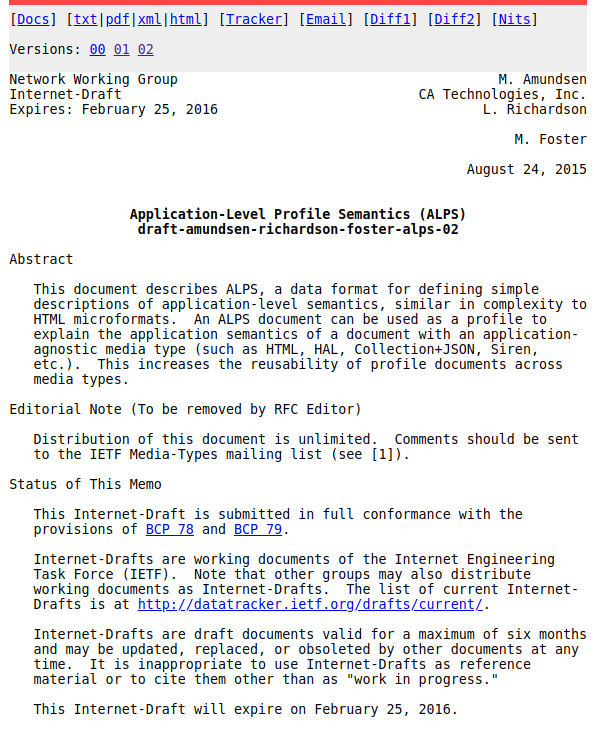 [Docs] [txt|pdf|xml|html] [Tracker] [Email] [Diff1] [Diff2] [Nits]
Versions: 00 01 02
Network Working Group M. Amundsen
Internet-Draft CA Technologies, Inc.
Expires: February 25, 2016 L. Richardson
M. Foster
August 24, 2015
Application-Level Profile Semantics (ALPS)
draft-amundsen-richardson-foster-alps-02
Abstract
This document describes ALPS, a data format for defining simple
descriptions of application-level semantics, similar in complexity to
HTML microformats. An ALPS document can be used as a profile to
explain the application semantics of a document with an application-
agnostic media type (such as HTML, HAL, Collection+JSON, Siren,
etc.). This increases the reusability of profile documents across
media types.
Editorial Note (To be removed by RFC Editor)
Distribution of this document is unlimited. Comments should be sent
to the IETF Media-Types mailing list (see [1]).
Status of This Memo
This Internet-Draft is submitted in full conformance with the
provisions of BCP 78 and BCP 79.
Internet-Drafts are working documents of the Internet Engineering
Task Force (IETF). Note that other groups may also distribute
working documents as Internet-Drafts. The list of current Internet-
Drafts is at http://datatracker.ietf.org/drafts/current/.
Internet-Drafts are draft documents valid for a maximum of six months
and may be updated, replaced, or obsoleted by other documents at any
time. It is inappropriate to use Internet-Drafts as reference
material or to cite them other than as "work in progress."
This Internet-Draft will expire on February 25, 2016.